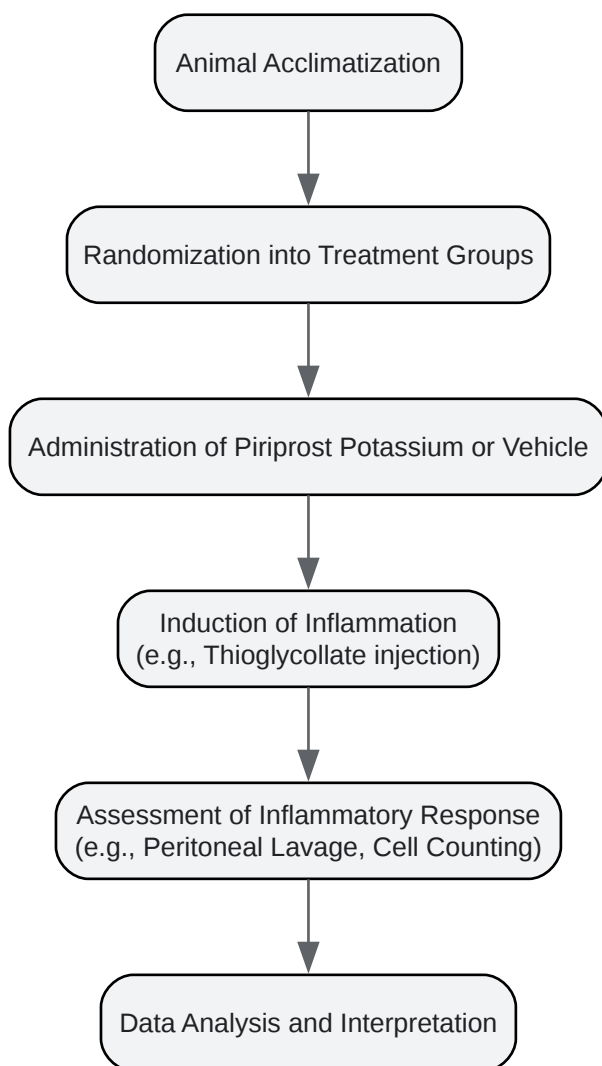 Animal Acclimatization
Randomization into Treatment Groups
Administration of Piriprost Potassium or Vehicle
Induction of Inflammation
(e.g., Thioglycollate injection)
Assessment of Inflammatory Response
(e.g., Peritoneal Lavage, Cell Counting)
Data Analysis and Interpretation